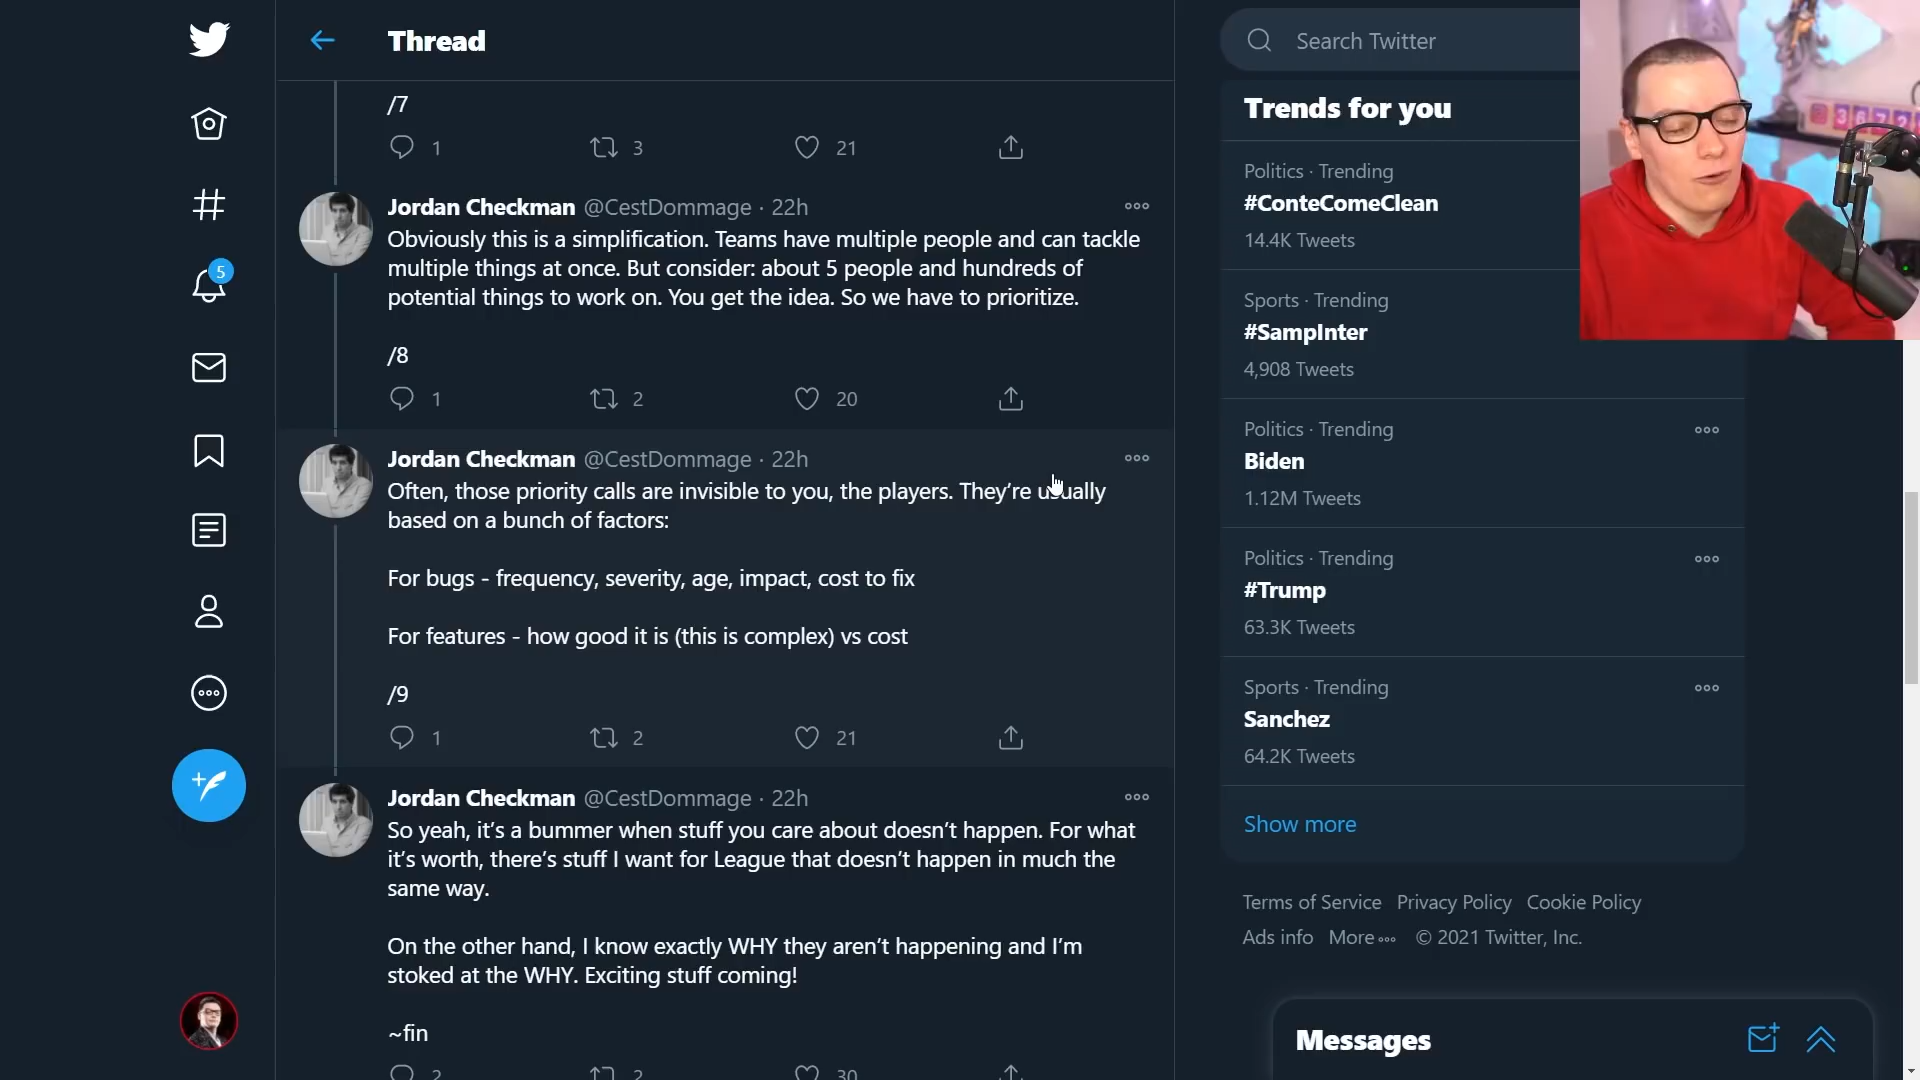 Thread
/7
1 3 21
Jordan Checkman @CestDommage · 22h
Obviously this is a simplification. Teams have multiple people and can tackle
multiple things at once. But consider: about 5 people and hundreds of
potential things to work on. You get the idea. So we have to prioritize.
/8
1 2 20
Jordan Checkman @CestDommage · 22h
Often, those priority calls are invisible to you, the players. They’re usually
based on a bunch of factors:
For bugs - frequency, severity, age, impact, cost to fix
For features - how good it is (this is complex) vs cost
/9
1 2 21
Jordan Checkman @CestDommage · 22h
So yeah, it’s a bummer when stuff you care about doesn’t happen. For what
it’s worth, there’s stuff I want for League that doesn’t happen in much the
same way.
On the other hand, I know exactly WHY they aren’t happening and I’m
stoked at the WHY. Exciting stuff coming!
~fin
2 2 30
5
Search Twitter
Trends for you
Politics · Trending
#ConteComeClean
14.4K Tweets
Sports · Trending
#SampInter
4,908 Tweets
Politics · Trending
Biden
1.12M Tweets
Politics · Trending
#Trump
63.3K Tweets
Sports · Trending
Sanchez
64.2K Tweets
Show more
Terms of Service Privacy Policy Cookie Policy
Ads info More © 2021 Twitter, Inc.
Messages